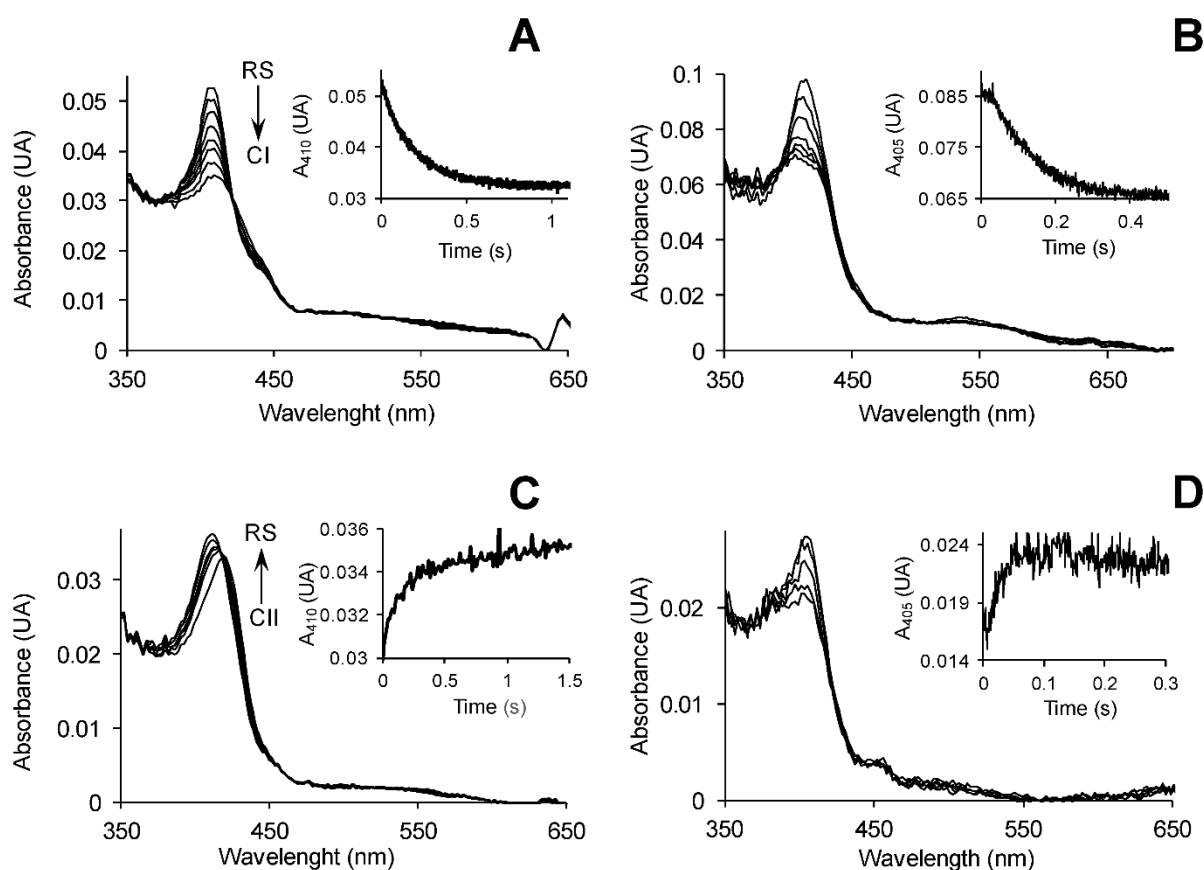 A
RS
CI
0.05
0.04
0.03
0.02
0.01
0
350
450
550
650
Absorbance (UA)
Wavelenght (nm)
0.05
0.04
0.03
0
0.5
1
A410 (UA)
Time (s)
B
0.1
0.08
0.06
0.04
0.02
0
350
450
550
650
Absorbance (UA)
Wavelength (nm)
0.085
0.075
0.065
0
0.2
0.4
A405 (UA)
Time (s)
C
RS
CII
0.03
0.02
0.01
0
350
450
550
650
Absorbance (UA)
Wavelenght (nm)
0.036
0.034
0.032
0.03
0
0.5
1
1.5
A410 (UA)
Time (s)
D
0.02
0.01
0
350
450
550
650
Absorbance (UA)
Wavelength (nm)
0.024
0.019
0.014
0
0.1
0.2
0.3
A405 (UA)
Time (s)